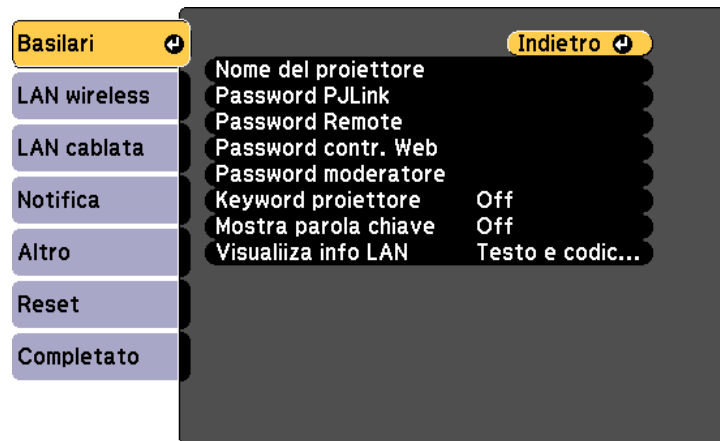 Basilari
LAN wireless
LAN cablata
Notifica
Altro
Reset
Completato
Indietro
Nome del proiettore
Password PJLink
Password Remote
Password contr. Web
Password moderatore
Keyword proiettore Off
Mostra parola chiave Off
Visualiiza info LAN Testo e codic...